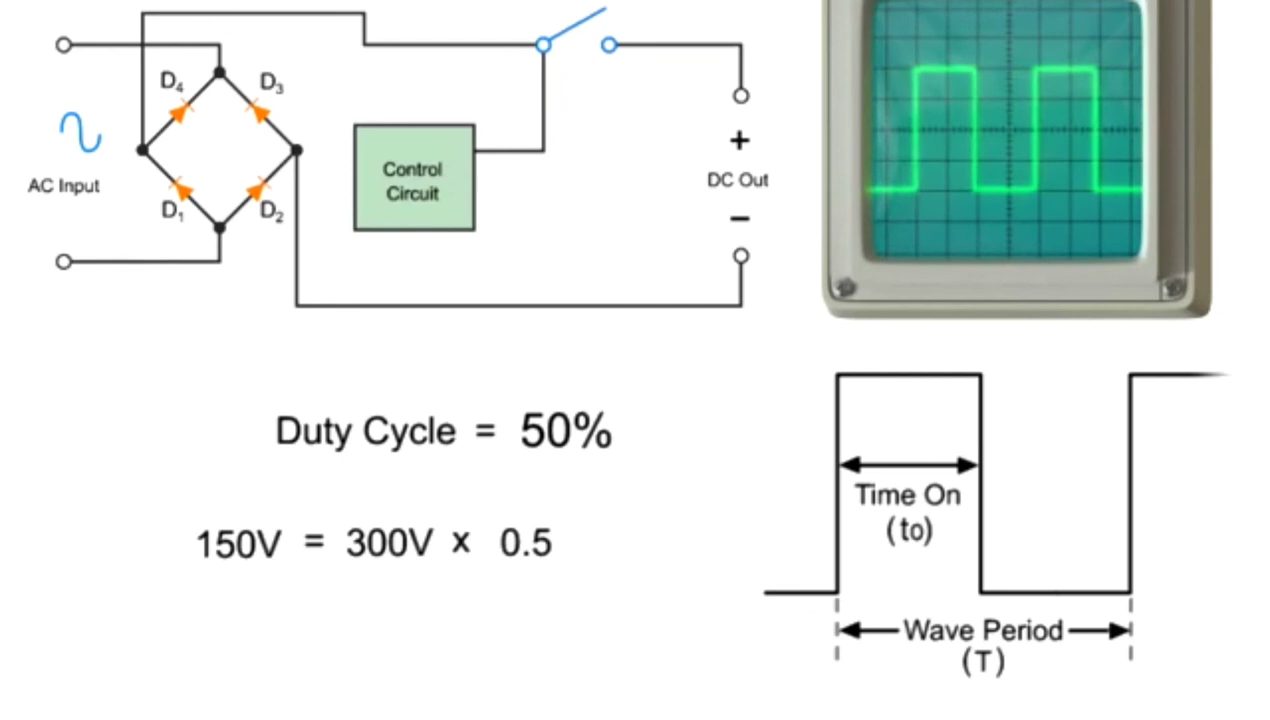 D₄
D₃
AC Input
D₁
D₂
Control
Circuit
+
DC Out
−
Duty Cycle = 50%
150V = 300V x 0.5
Time On
(to)
Wave Period
(T)